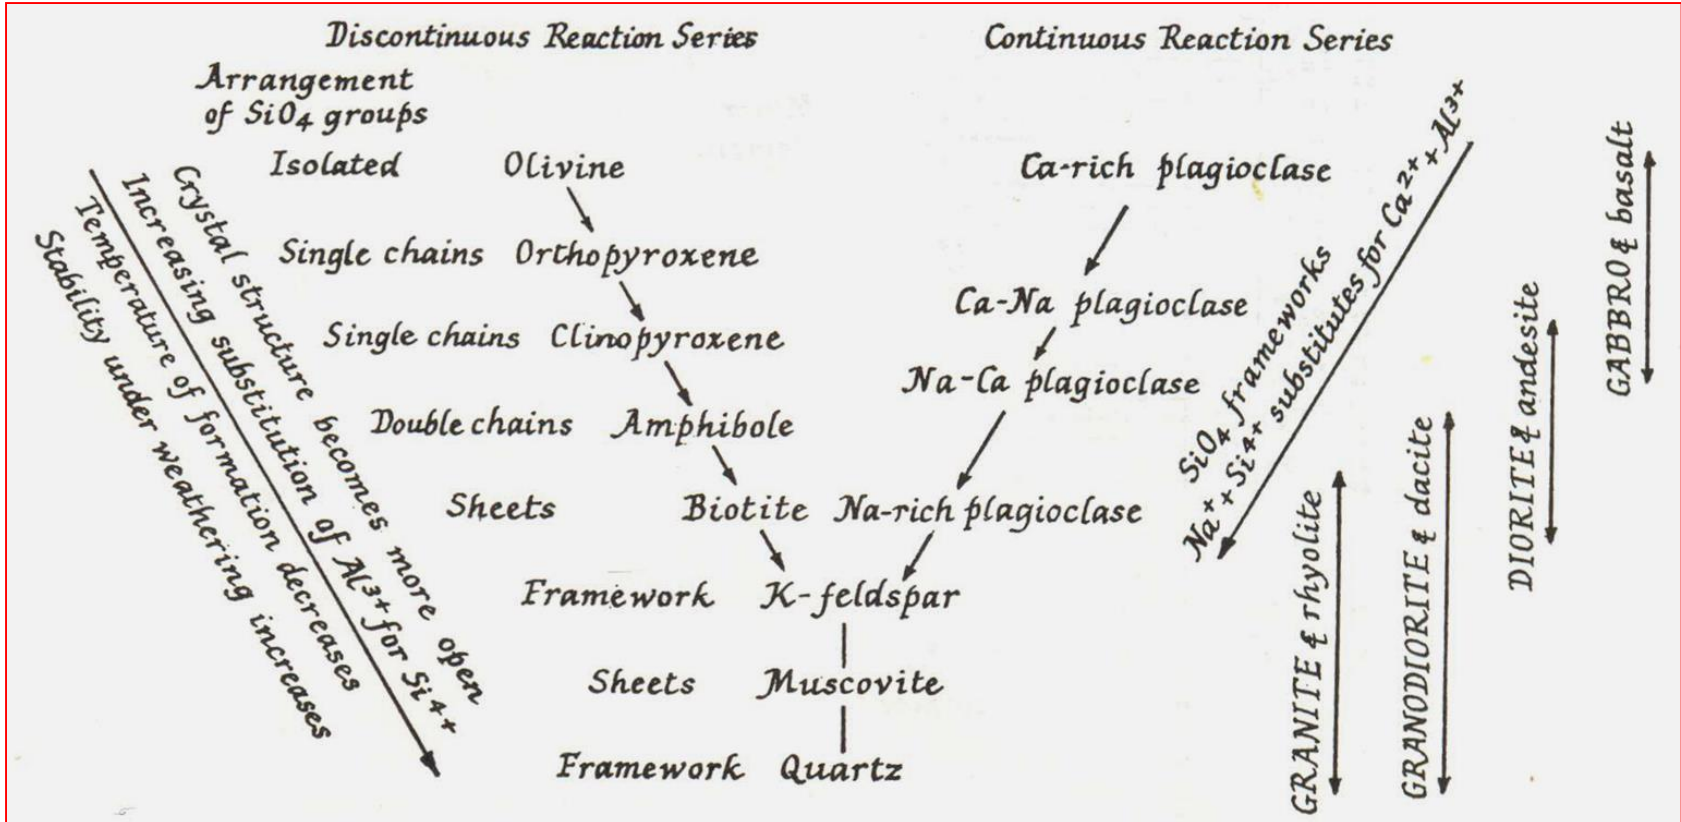 Discontinuous Reaction Series
Continuous Reaction Series
Arrangement
of SiO4 groups
Isolated Olivine
Ca-rich plagioclase
Single chains Orthopyroxene
Ca-Na plagioclase
Single chains Clinopyroxene
Na-Ca plagioclase
Double chains Amphibole
Sheets Biotite
Na-rich plagioclase
Framework K-feldspar
Sheets Muscovite
Framework Quartz
Crystal structure becomes more open
Increasing substitution of Al3+ for Si4+
Temperature of formation decreases
Stability under weathering increases
SiO4 frameworks
Na+ + Si4+ substitutes for Ca2+ + Al3+
GRANITE & rhyolite
GRANODIORITE & dacite
DIORITE & andesite
GABBRO & basalt